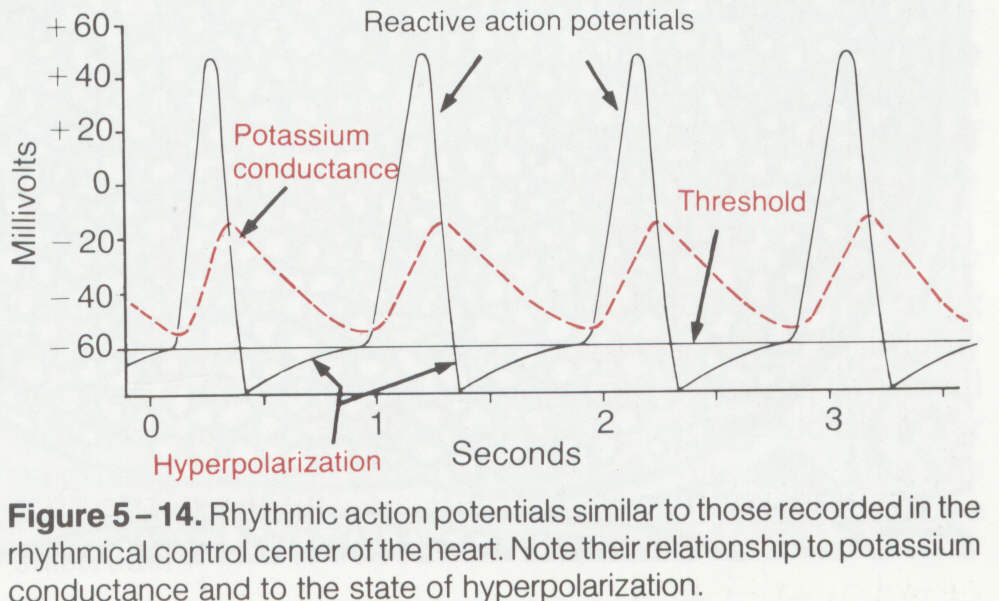 Reactive action potentials
+ 60
+ 40
+ 20
0
− 20
− 40
− 60
Millivolts
Potassium
conductance
Threshold
0
1
2
3
Hyperpolarization
Seconds
Figure 5–14. Rhythmic action potentials similar to those recorded in the
rhythmical control center of the heart. Note their relationship to potassium
conductance and to the state of hyperpolarization.